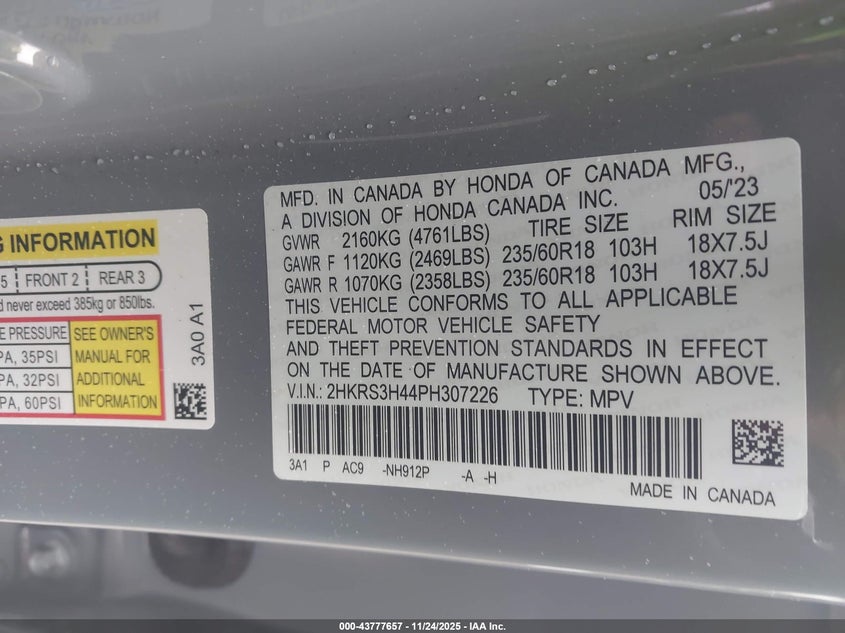 G INFORMATION
5 FRONT 2 REAR 3
d never exceed 385kg or 850lbs.
E PRESSURE
PA, 35PSI
PA, 32PSI
PA, 60PSI
SEE OWNER'S
MANUAL FOR
ADDITIONAL
INFORMATION
3A0 A1
MFD. IN CANADA BY HONDA OF CANADA MFG.,
A DIVISION OF HONDA CANADA INC. 05/'23
GVWR 2160KG (4761LBS) TIRE SIZE RIM SIZE
GAWR F 1120KG (2469LBS) 235/60R18 103H 18X7.5J
GAWR R 1070KG (2358LBS) 235/60R18 103H 18X7.5J
THIS VEHICLE CONFORMS TO ALL APPLICABLE
FEDERAL MOTOR VEHICLE SAFETY
AND THEFT PREVENTION STANDARDS IN EFFECT
ON THE DATE OF MANUFACTURE SHOWN ABOVE.
V.I.N.: 2HKRS3H44PH307226 TYPE: MPV
3A1 P AC9 -NH912P -A -H
MADE IN CANADA
000-43777657 - 11/24/2025 - IAA Inc.